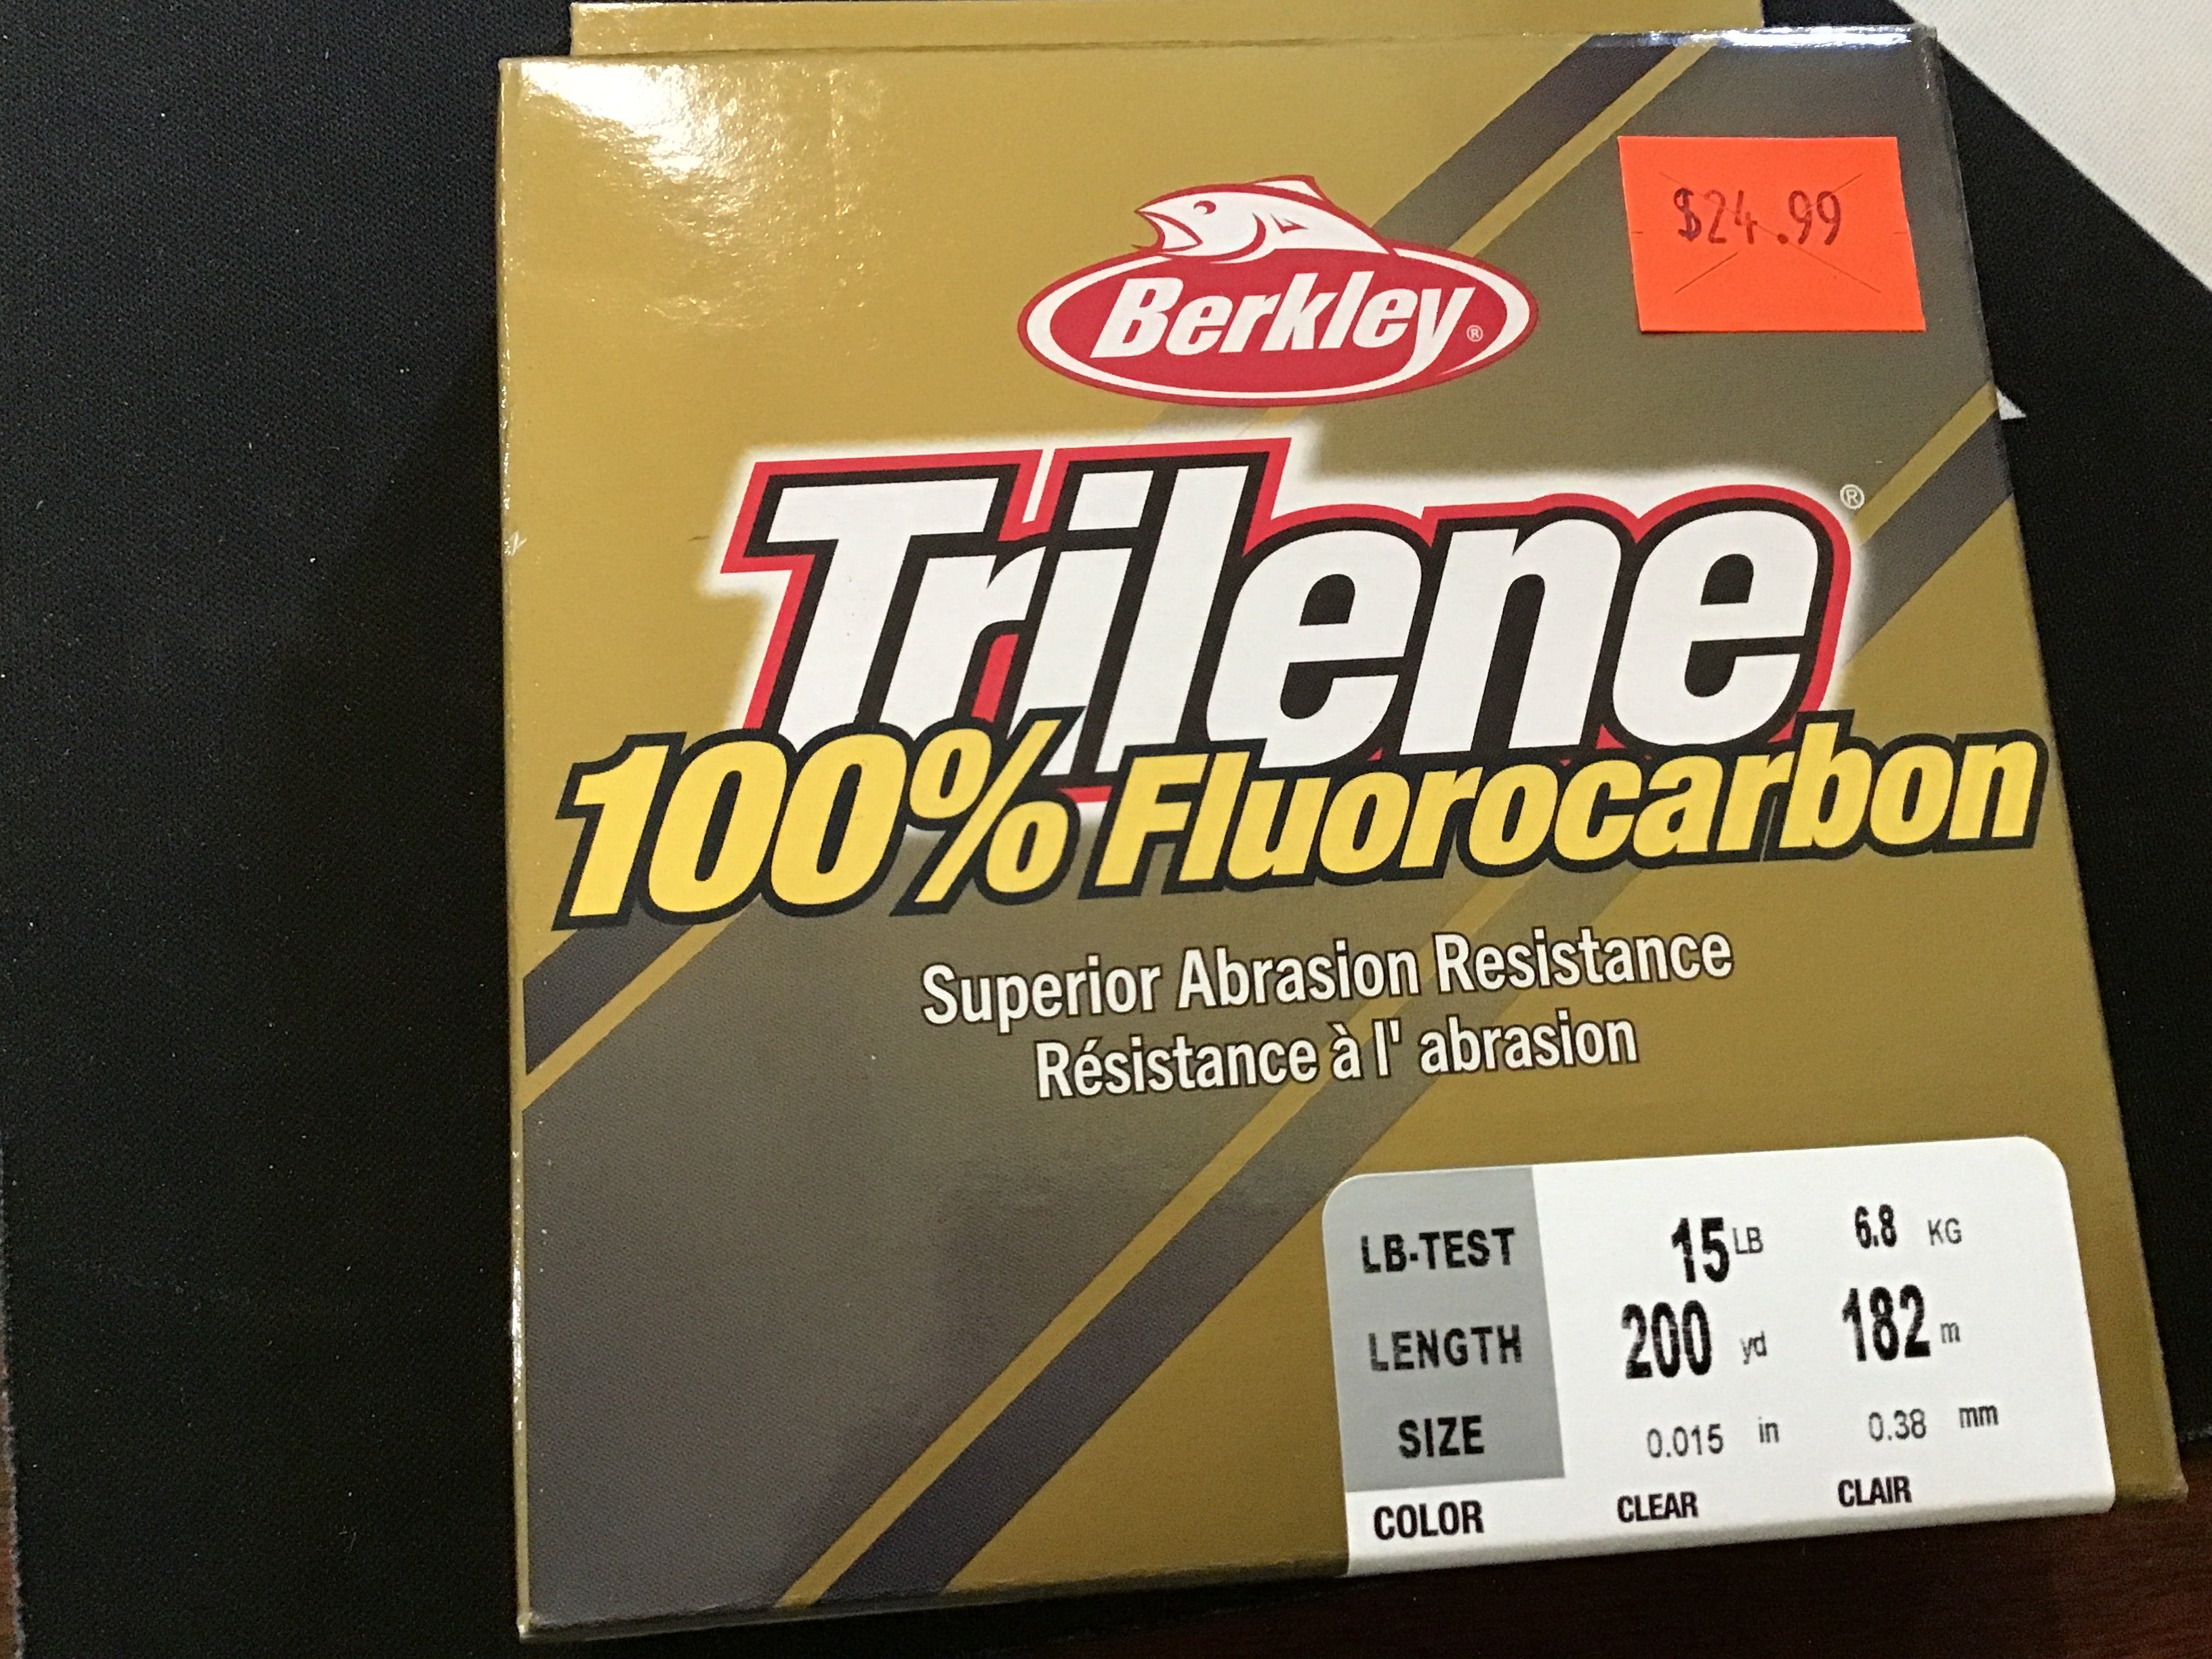 $24.99
Berkley®
Trilene®
100% Fluorocarbon
Superior Abrasion Resistance
Résistance à l' abrasion
LB-TEST 15 LB 6.8 KG
LENGTH 200 yd 182 m
SIZE 0.015 in 0.38 mm
COLOR CLEAR CLAIR